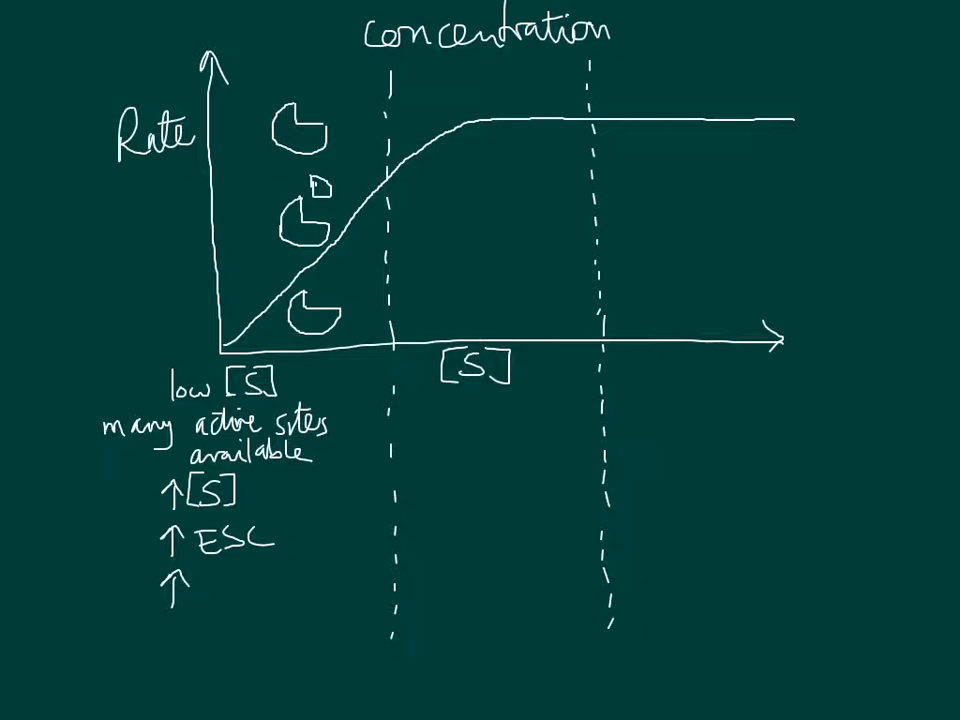 concentration
Rate
[S]
low [S]
many active sites
available
↑[S]
↑ ESC
↑